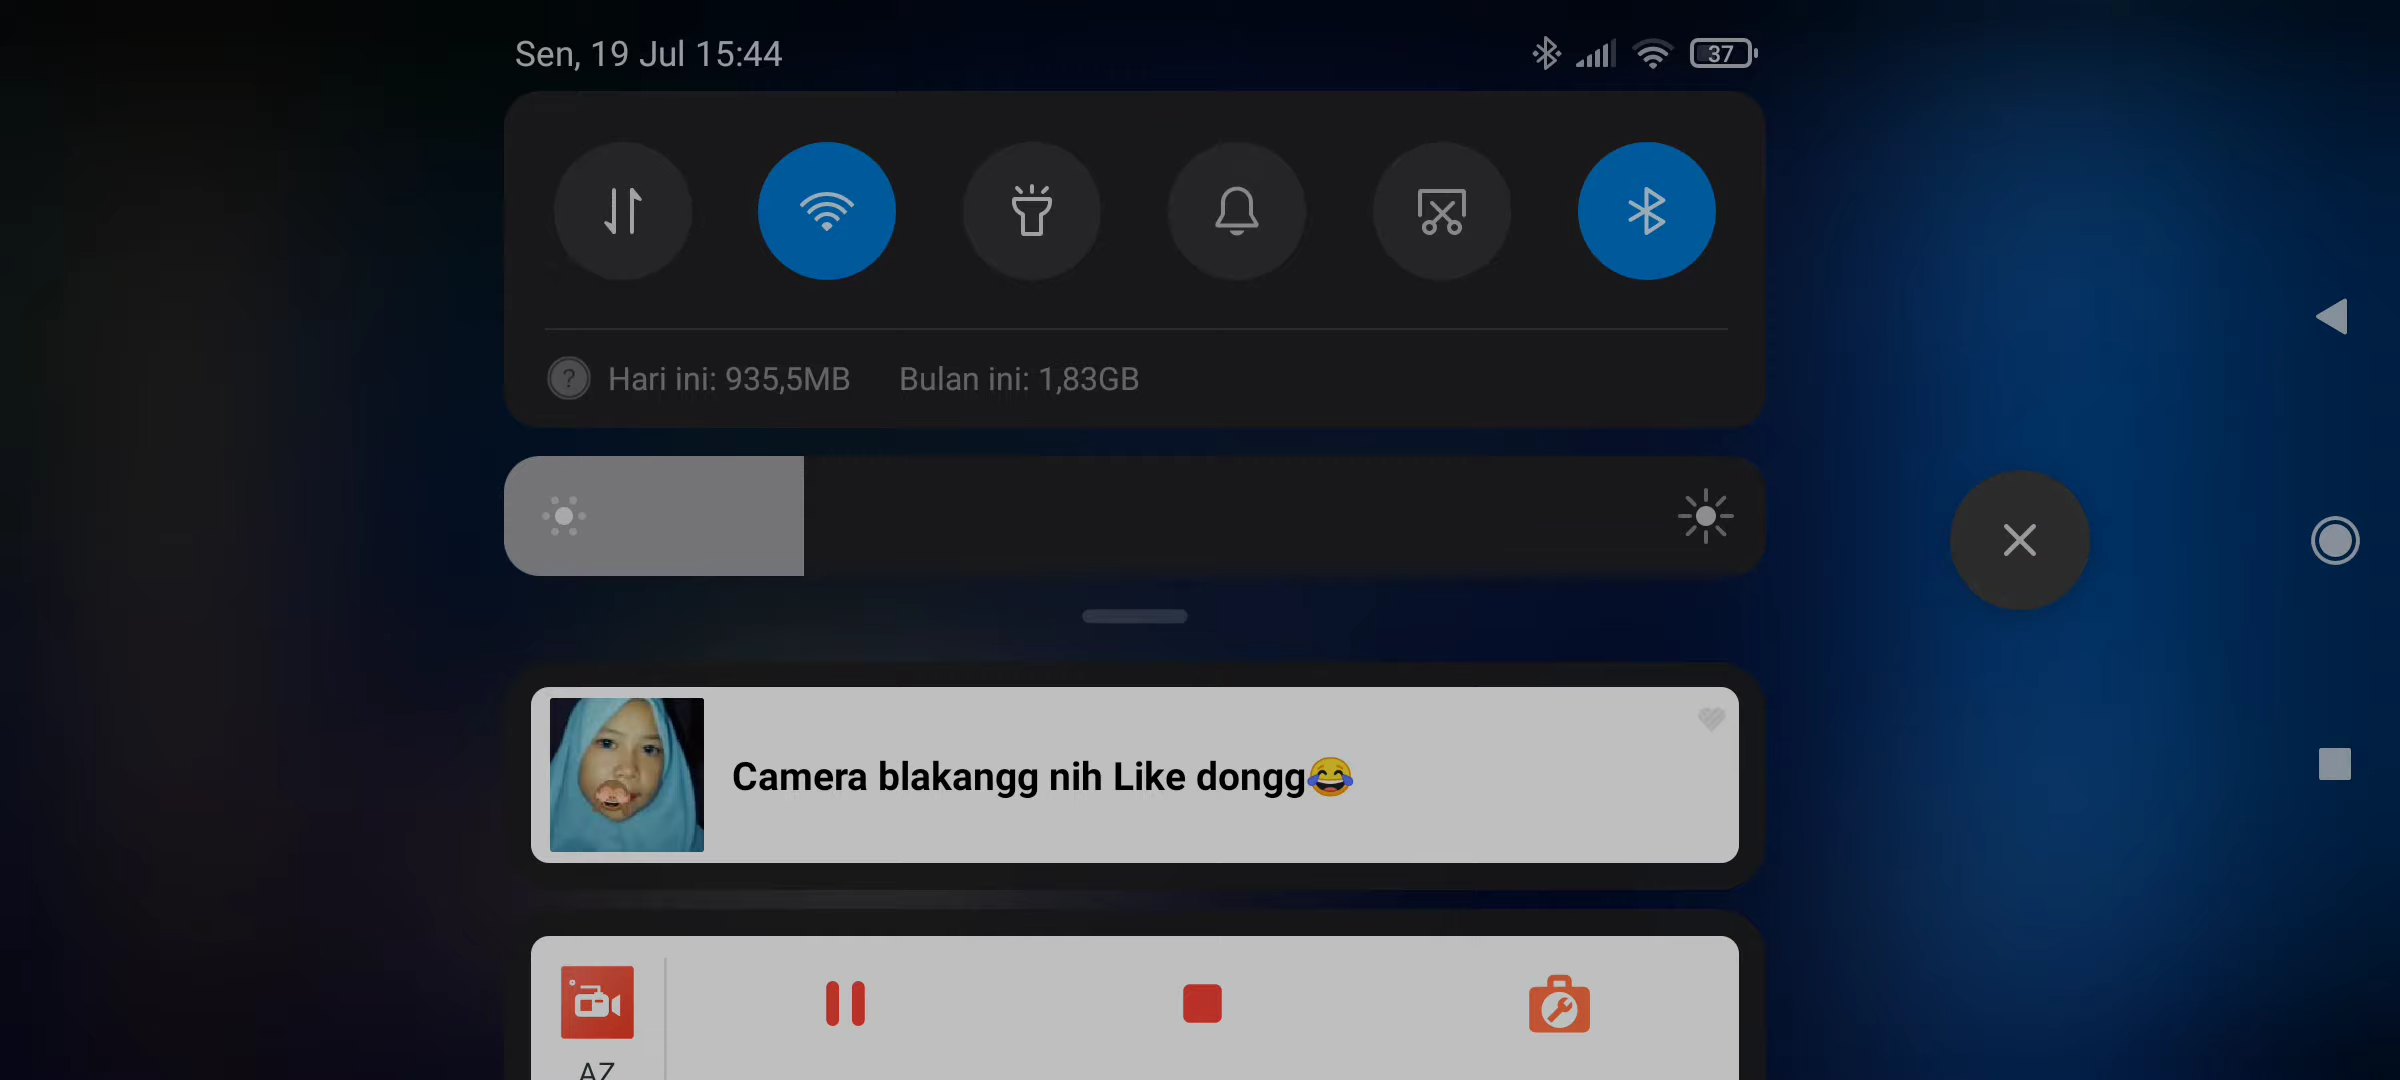 Sen, 19 Jul 15:44
37
? Hari ini: 935,5MB Bulan ini: 1,83GB
Camera blakangg nih Like dongg😂
AZ